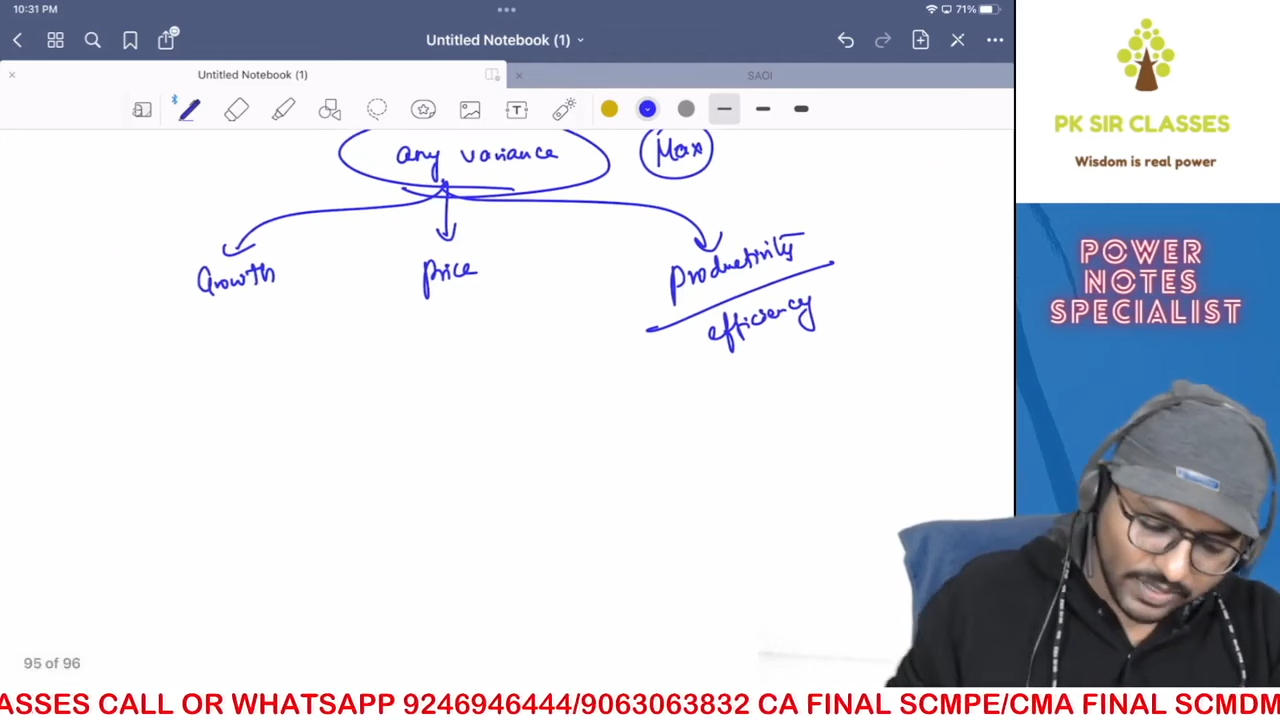 10:31 PM
71%
Untitled Notebook (1)
Untitled Notebook (1)
SAOI
any variance
Max
Growth
Price
Productivity
efficiency
95 of 96
PK SIR CLASSES
Wisdom is real power
POWER
NOTES
SPECIALIST
ASSES CALL OR WHATSAPP 9246946444/9063063832 CA FINAL SCMPE/CMA FINAL SCMDM